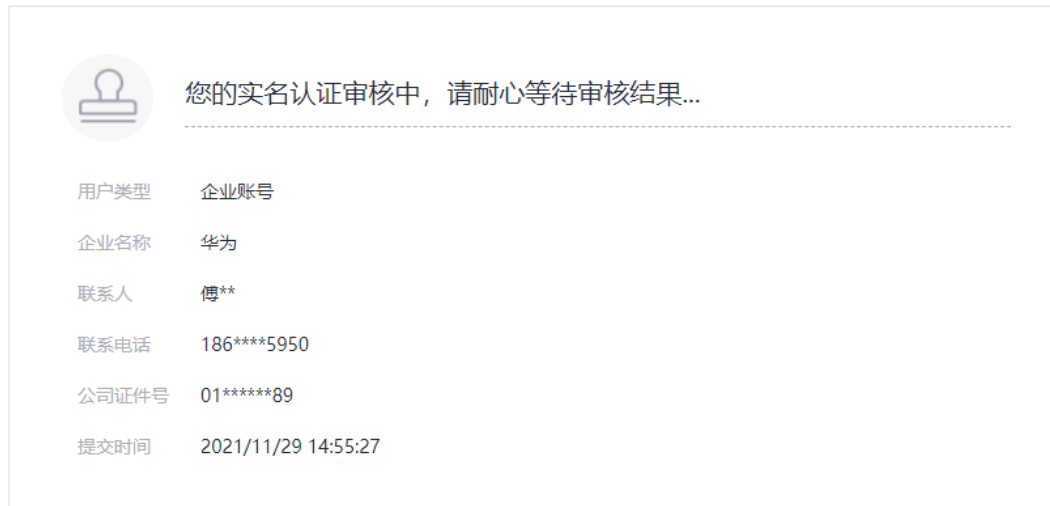 您的实名认证审核中，请耐心等待审核结果...
用户类型 企业账号
企业名称 华为
联系人 傅**
联系电话 186****5950
公司证件号 01******89
提交时间 2021/11/29 14:55:27